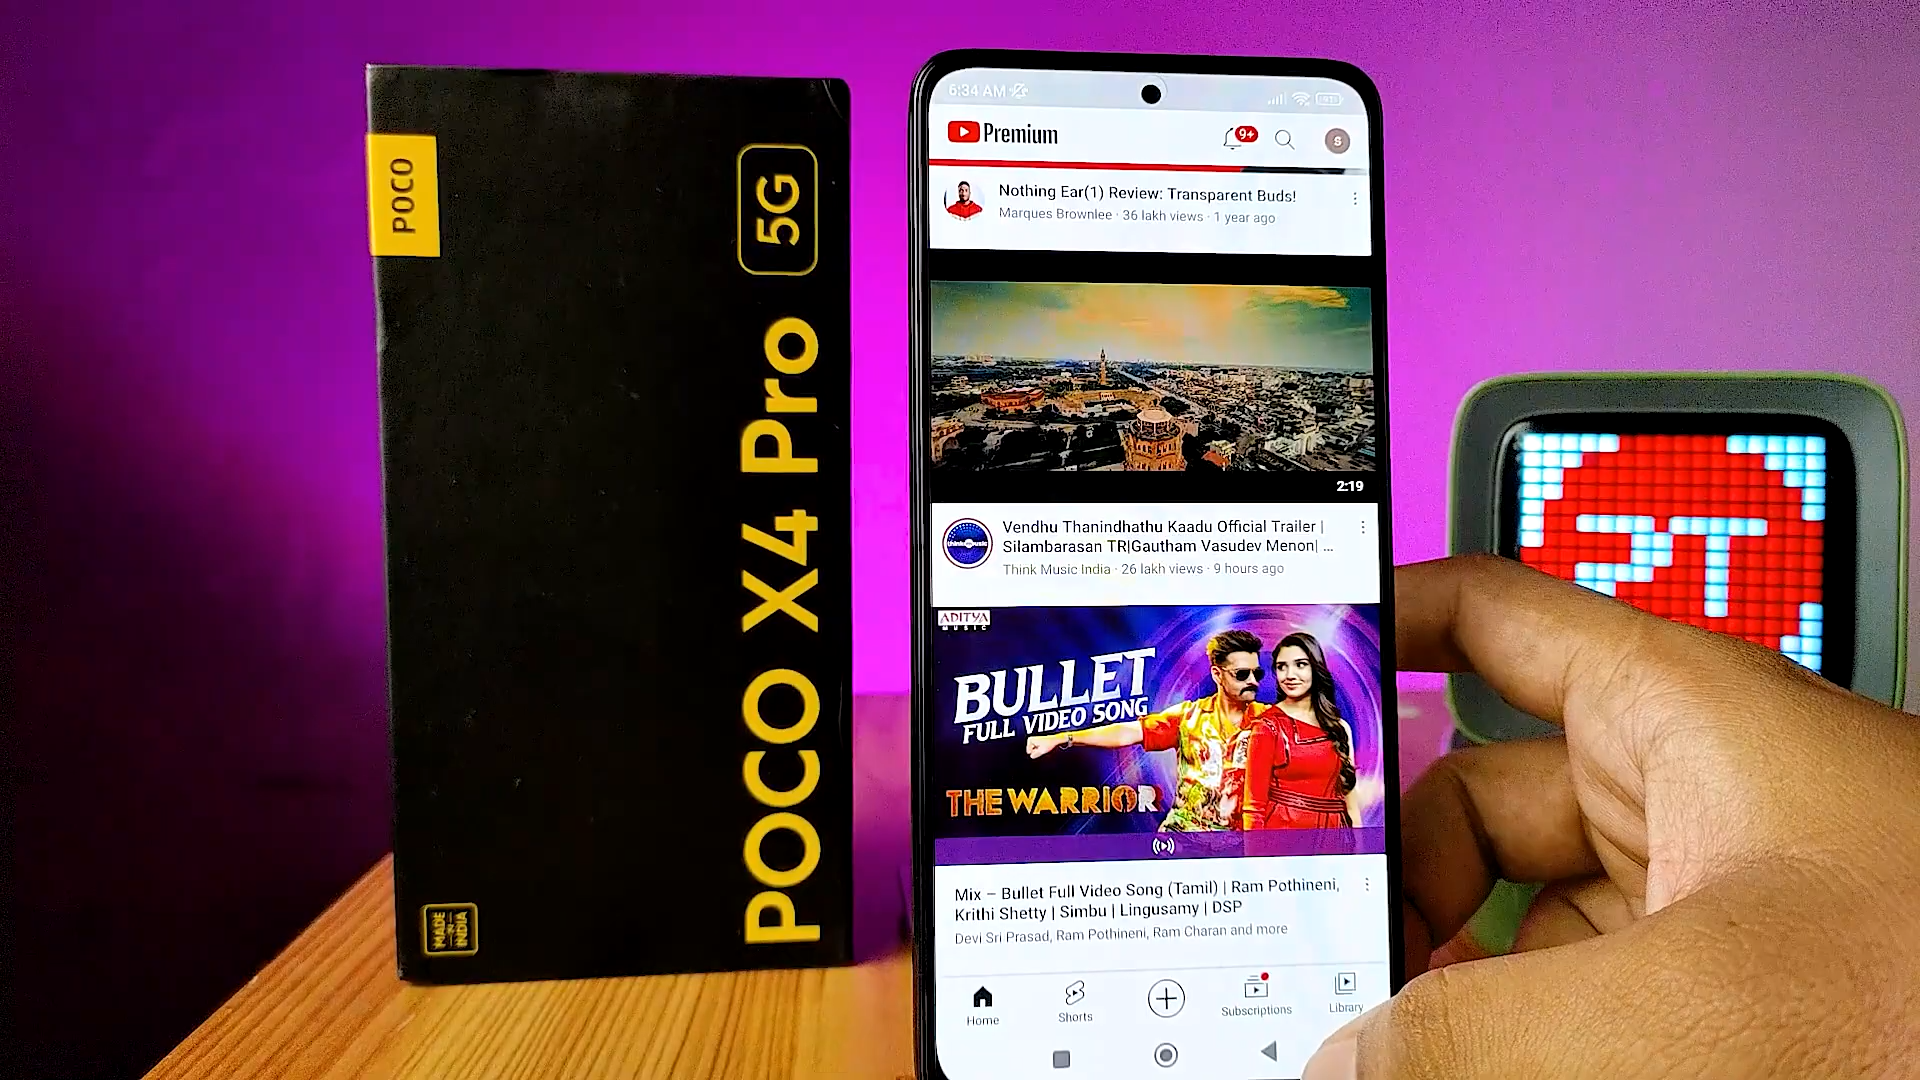 POCO
5G
POCO X4 Pro
MADE
IN
INDIA
6:34 AM
Premium
9+
S
Nothing Ear(1) Review: Transparent Buds!
Marques Brownlee · 36 lakh views · 1 year ago
2:19
Vendhu Thanindhathu Kaadu Official Trailer |
Silambarasan TR|Gautham Vasudev Menon| ...
Think Music India · 26 lakh views · 9 hours ago
think music
ADITYA
MUSIC
BULLET
FULL VIDEO SONG
THE WARRIOR
Mix – Bullet Full Video Song (Tamil) | Ram Pothineni,
Krithi Shetty | Simbu | Lingusamy | DSP
Devi Sri Prasad, Ram Pothineni, Ram Charan and more
Home
Shorts
Subscriptions
Library